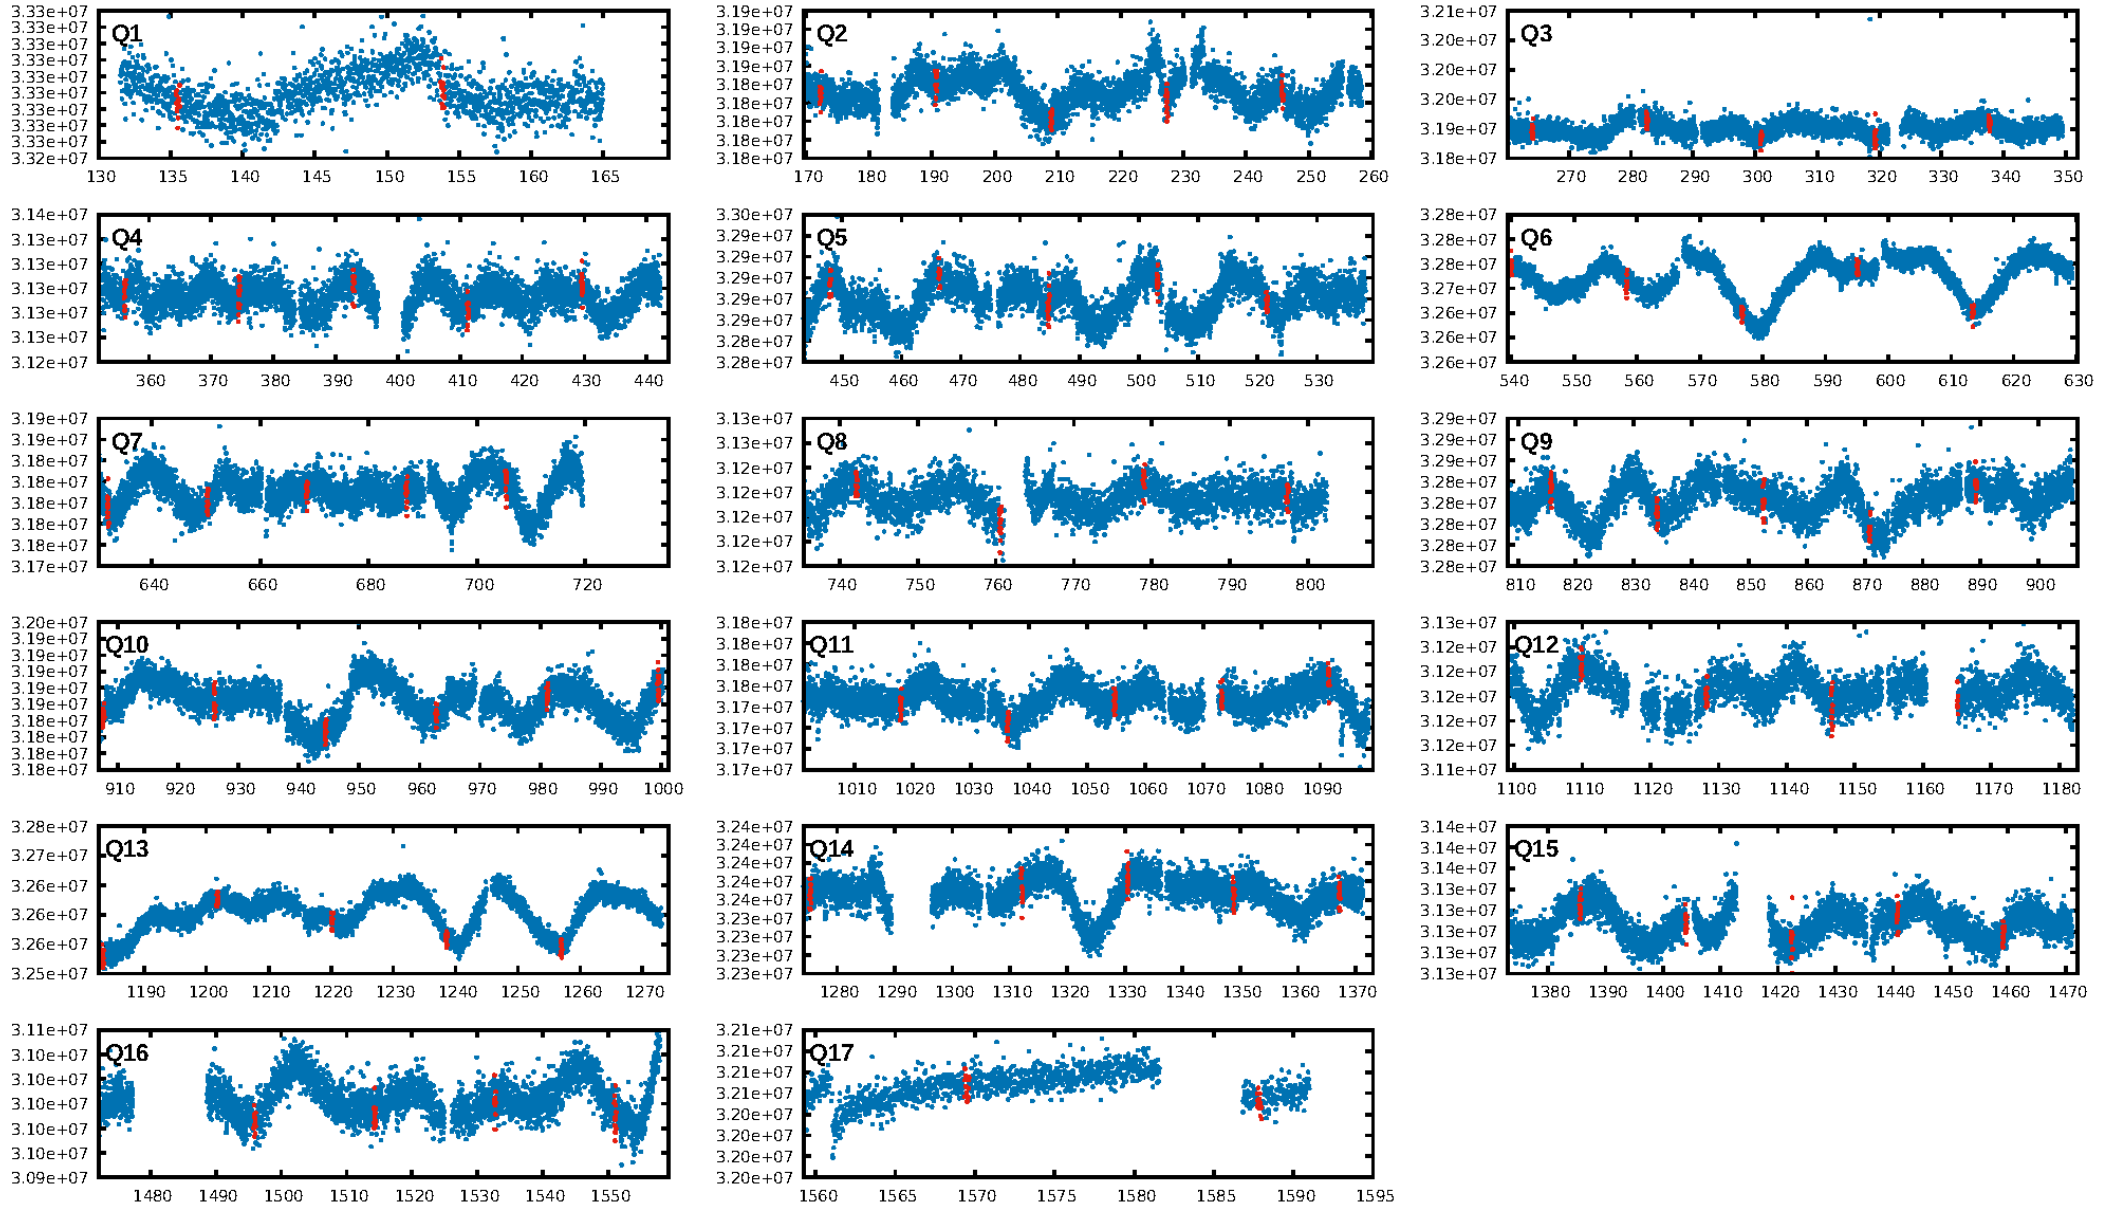 3.33e+07 3.33e+07 3.33e+07 3.33e+07 3.33e+07 3.33e+07 3.33e+07 3.33e+07 3.33e+07 3.32e+07
Q1
130 135 140 145 150 155 160 165
3.19e+07 3.19e+07 3.19e+07 3.19e+07 3.18e+07 3.18e+07 3.18e+07 3.18e+07 3.18e+07
Q2
170 180 190 200 210 220 230 240 250 260
3.21e+07 3.20e+07 3.20e+07 3.20e+07 3.19e+07 3.18e+07
Q3
270 280 290 300 310 320 330 340 350
3.14e+07 3.13e+07 3.13e+07 3.13e+07 3.13e+07 3.13e+07 3.12e+07
Q4
360 370 380 390 400 410 420 430 440
3.30e+07 3.29e+07 3.29e+07 3.29e+07 3.29e+07 3.29e+07 3.28e+07 3.28e+07
Q5
450 460 470 480 490 500 510 520 530
3.28e+07 3.28e+07 3.28e+07 3.27e+07 3.26e+07 3.26e+07 3.26e+07
Q6
540 550 560 570 580 590 600 610 620 630
3.19e+07 3.19e+07 3.18e+07 3.18e+07 3.18e+07 3.18e+07 3.18e+07 3.17e+07
Q7
640 660 680 700 720
3.13e+07 3.13e+07 3.12e+07 3.12e+07 3.12e+07 3.12e+07 3.12e+07
Q8
740 750 760 770 780 790 800
3.29e+07 3.29e+07 3.29e+07 3.28e+07 3.28e+07 3.28e+07 3.28e+07 3.28e+07
Q9
810 820 830 840 850 860 870 880 890 900
3.20e+07 3.19e+07 3.19e+07 3.19e+07 3.19e+07 3.19e+07 3.18e+07 3.18e+07 3.18e+07 3.18e+07
Q10
910 920 930 940 950 960 970 980 990 1000
3.18e+07 3.18e+07 3.18e+07 3.18e+07 3.17e+07 3.17e+07 3.17e+07 3.17e+07
Q11
1010 1020 1030 1040 1050 1060 1070 1080 1090
3.13e+07 3.12e+07 3.12e+07 3.12e+07 3.12e+07 3.12e+07 3.11e+07
Q12
1100 1110 1120 1130 1140 1150 1160 1170 1180
3.28e+07 3.27e+07 3.26e+07 3.26e+07 3.26e+07 3.25e+07
Q13
1190 1200 1210 1220 1230 1240 1250 1260 1270
3.24e+07 3.24e+07 3.24e+07 3.24e+07 3.24e+07 3.23e+07 3.23e+07 3.23e+07 3.23e+07
Q14
1280 1290 1300 1310 1320 1330 1340 1350 1360 1370
3.14e+07 3.14e+07 3.14e+07 3.13e+07 3.13e+07 3.13e+07 3.13e+07 3.13e+07
Q15
1380 1390 1400 1410 1420 1430 1440 1450 1460 1470
3.11e+07 3.10e+07 3.10e+07 3.10e+07 3.10e+07 3.10e+07 3.09e+07
Q16
1480 1490 1500 1510 1520 1530 1540 1550
3.21e+07 3.21e+07 3.21e+07 3.21e+07 3.20e+07 3.20e+07 3.20e+07 3.20e+07
Q17
1560 1565 1570 1575 1580 1585 1590 1595